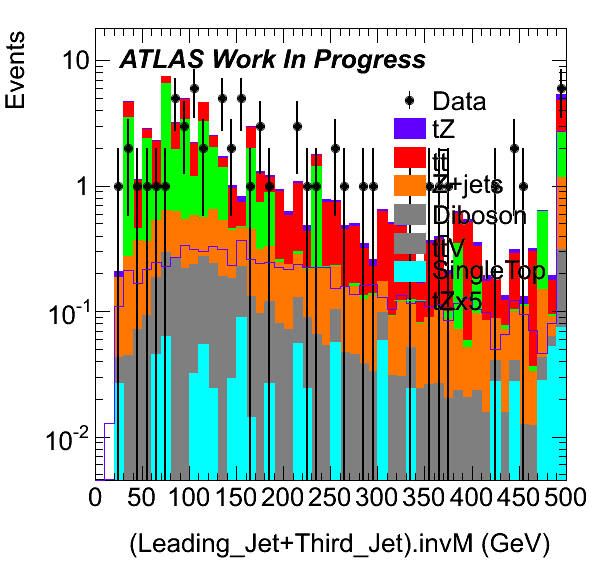 Events
ATLAS Work In Progress
10
1
10⁻¹
10⁻²
Data
tZ
tt̄
Z+jets
Diboson
tt̄V
SingleTop
tZx5
0 50 100 150 200 250 300 350 400 450 500
(Leading_Jet+Third_Jet).invM (GeV)